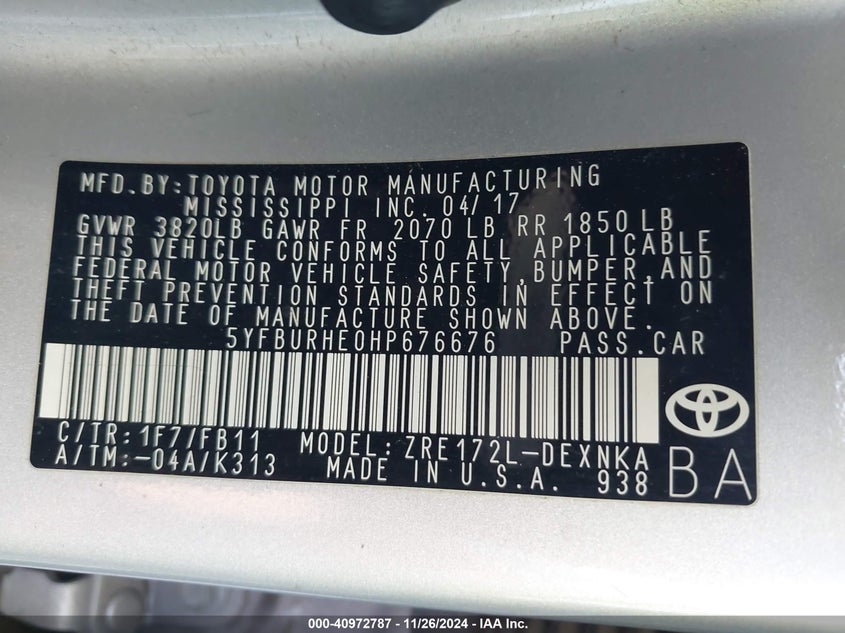 MFD.BY:TOYOTA MOTOR MANUFACTURING
MISSISSIPPI INC. 04/17
GVWR 3820LB GAWR FR 2070 LB RR 1850 LB
THIS VEHICLE CONFORMS TO ALL APPLICABLE
FEDERAL MOTOR VEHICLE SAFETY,BUMPER,AND
THEFT PREVENTION STANDARDS IN EFFECT ON
THE DATE OF MANUFACTURE SHOWN ABOVE.
5YFBURHE0HP676676 PASS.CAR
C/TR:1F7/FB11 MODEL:ZRE172L-DEXNKA
A/TM:-04A/K313 MADE IN U.S.A. 938
BA
000-40972787 - 11/26/2024 - IAA Inc.